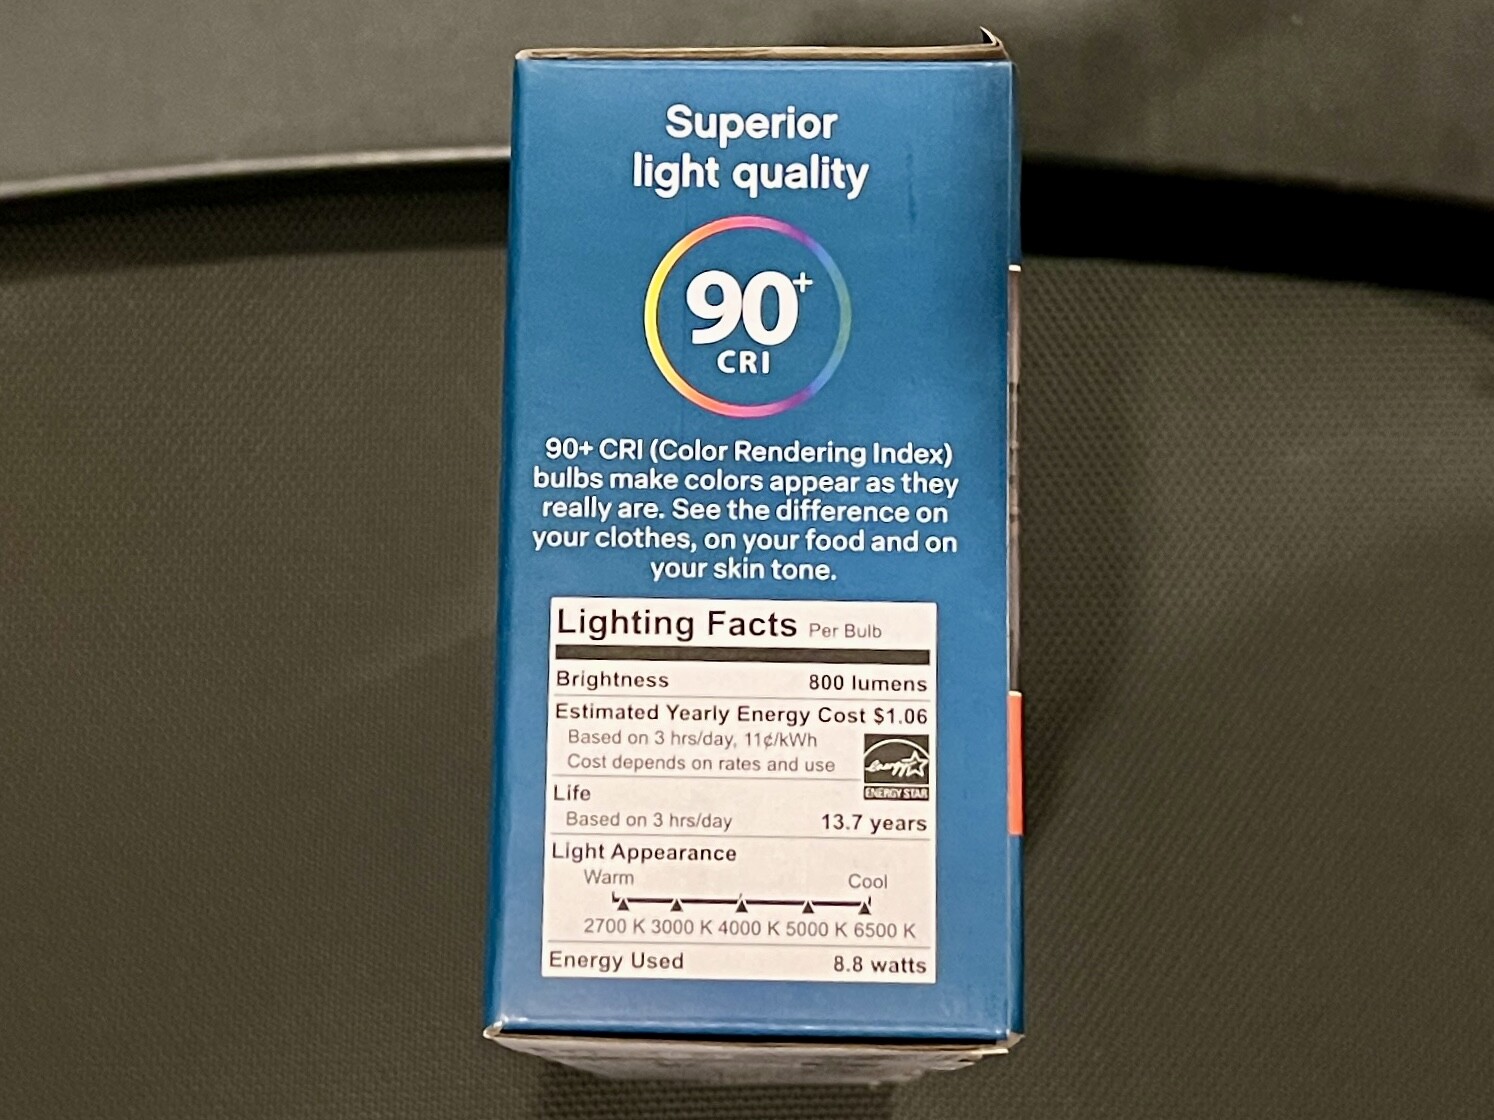 Superior
light quality
90+
CRI
90+ CRI (Color Rendering Index)
bulbs make colors appear as they
really are. See the difference on
your clothes, on your food and on
your skin tone.
Lighting Facts Per Bulb
Brightness 800 lumens
Estimated Yearly Energy Cost $1.06
Based on 3 hrs/day, 11¢/kWh
Cost depends on rates and use
energy
ENERGY STAR
Life
Based on 3 hrs/day 13.7 years
Light Appearance
Warm Cool
2700 K 3000 K 4000 K 5000 K 6500 K
Energy Used 8.8 watts